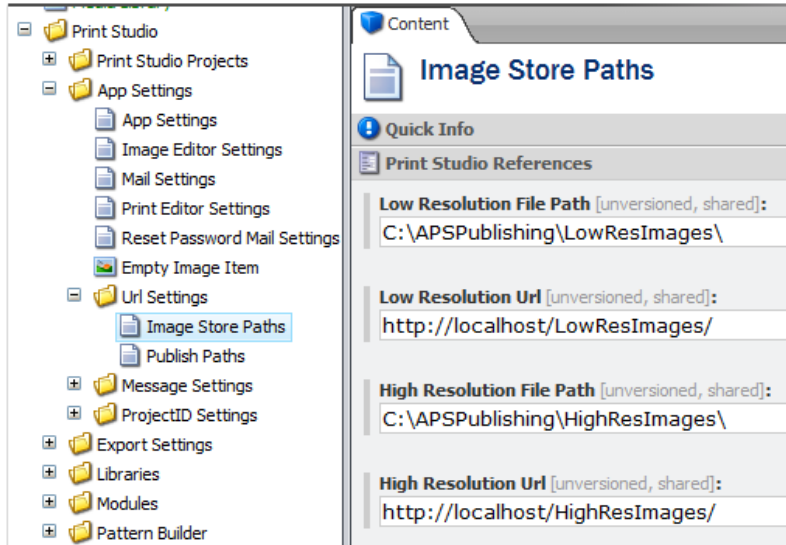 Media Library
Print Studio
Print Studio Projects
App Settings
App Settings
Image Editor Settings
Mail Settings
Print Editor Settings
Reset Password Mail Settings
Empty Image Item
Url Settings
Image Store Paths
Publish Paths
Message Settings
ProjectID Settings
Export Settings
Libraries
Modules
Pattern Builder
Content
Image Store Paths
Quick Info
Print Studio References
Low Resolution File Path [unversioned, shared]:
C:\APSPublishing\LowResImages\
Low Resolution Url [unversioned, shared]:
http://localhost/LowResImages/
High Resolution File Path [unversioned, shared]:
C:\APSPublishing\HighResImages\
High Resolution Url [unversioned, shared]:
http://localhost/HighResImages/